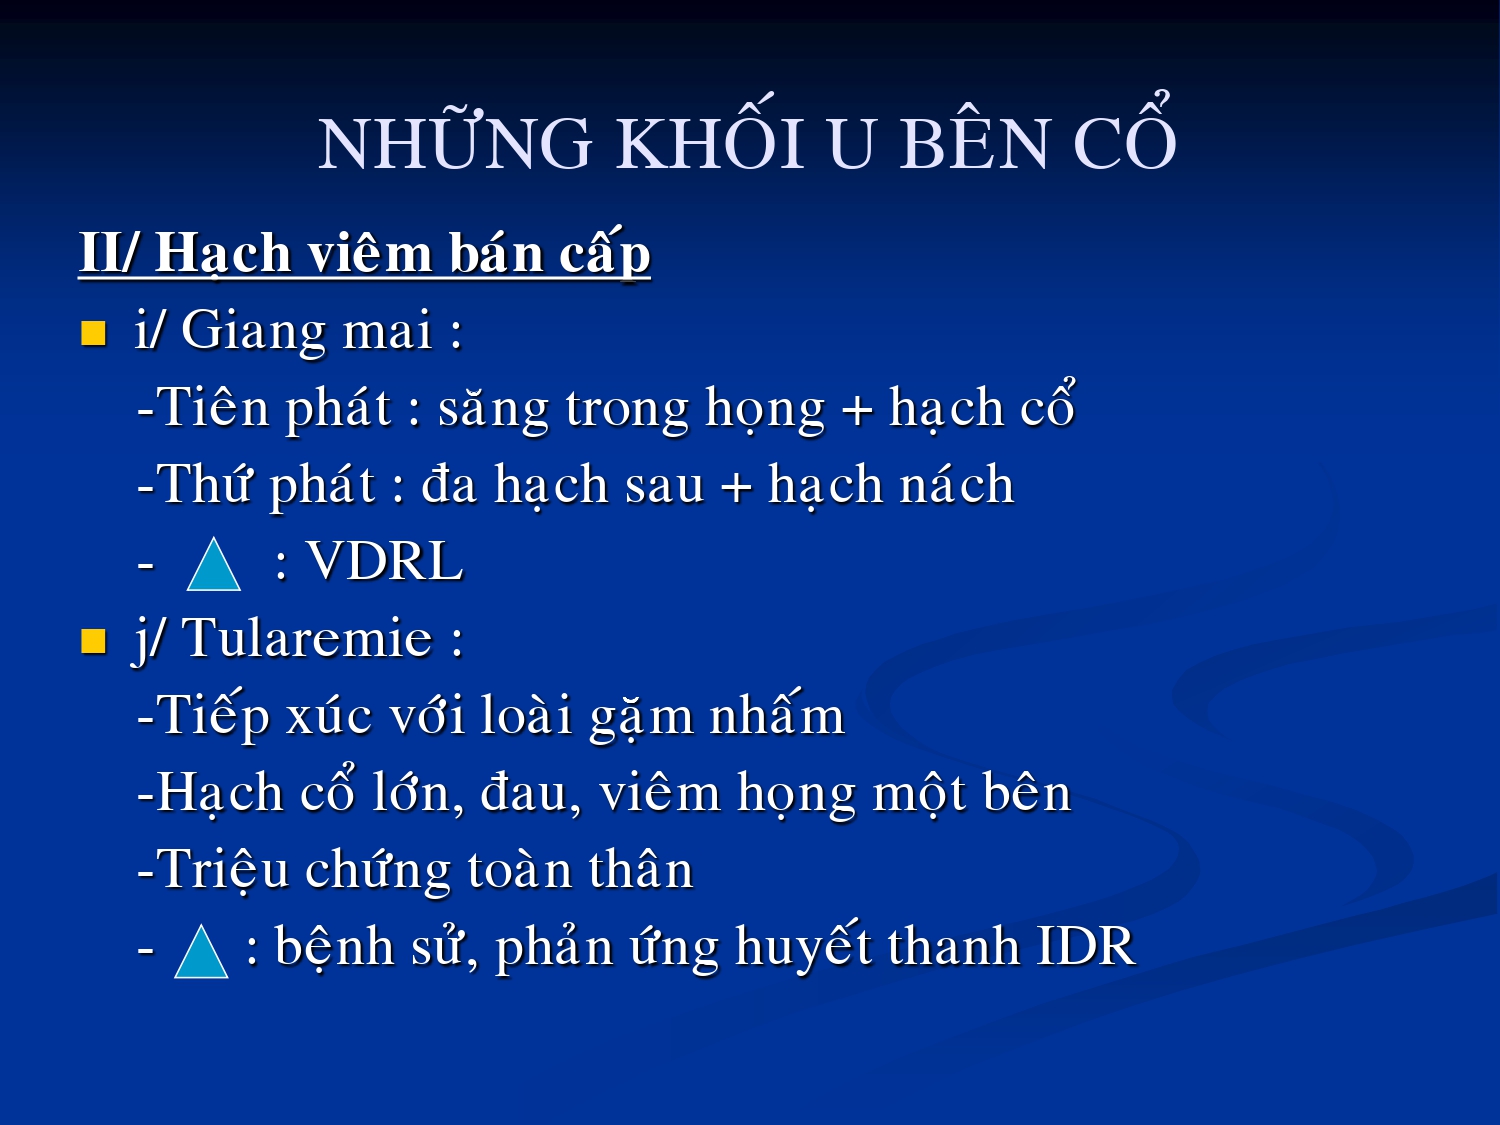 NHỮNG KHỐI U BÊN CỔ
II/ Hạch viêm bán cấp
i/ Giang mai :
-Tiên phát : săng trong họng + hạch cổ
-Thứ phát : đa hạch sau + hạch nách
- : VDRL
j/ Tularemie :
-Tiếp xúc với loài gặm nhấm
-Hạch cổ lớn, đau, viêm họng một bên
-Triệu chứng toàn thân
- : bệnh sử, phản ứng huyết thanh IDR